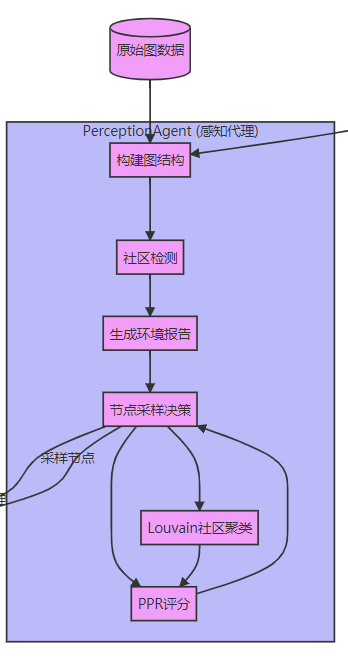 原始图数据
PerceptionAgent (感知代理)
构建图结构
社区检测
生成环境报告
节点采样决策
采样节点
Louvain社区聚类
PPR评分